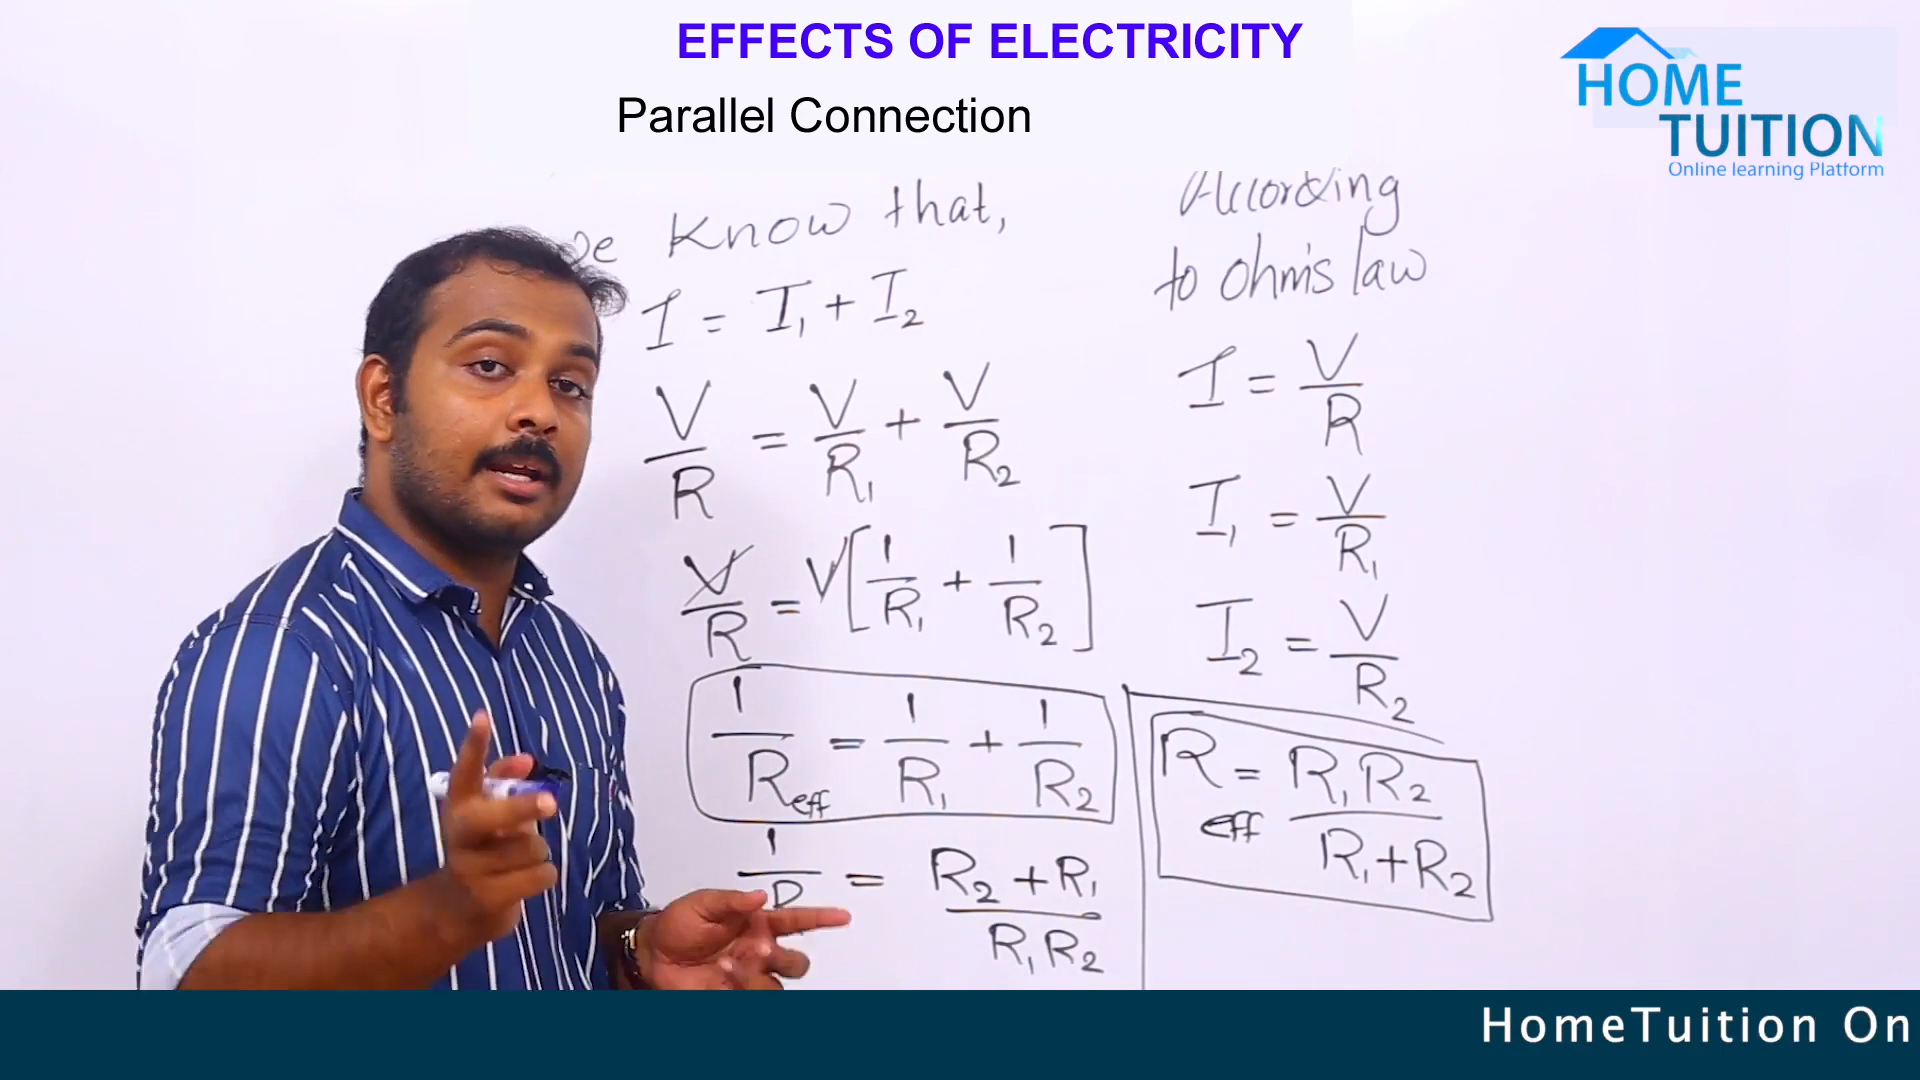 EFFECTS OF ELECTRICITY
Parallel Connection
HOME
TUITION
Online learning Platform
Know that,
I = I₁ + I₂
V/R = V/R₁ + V/R₂
V/R = V[1/R₁ + 1/R₂]
1/Reff = 1/R₁ + 1/R₂
1/R = R₂ + R₁/R₁R₂
According
to ohm's law
I = V/R
I₁ = V/R₁
I₂ = V/R₂
Reff = R₁R₂/R₁+R₂
HomeTuition On